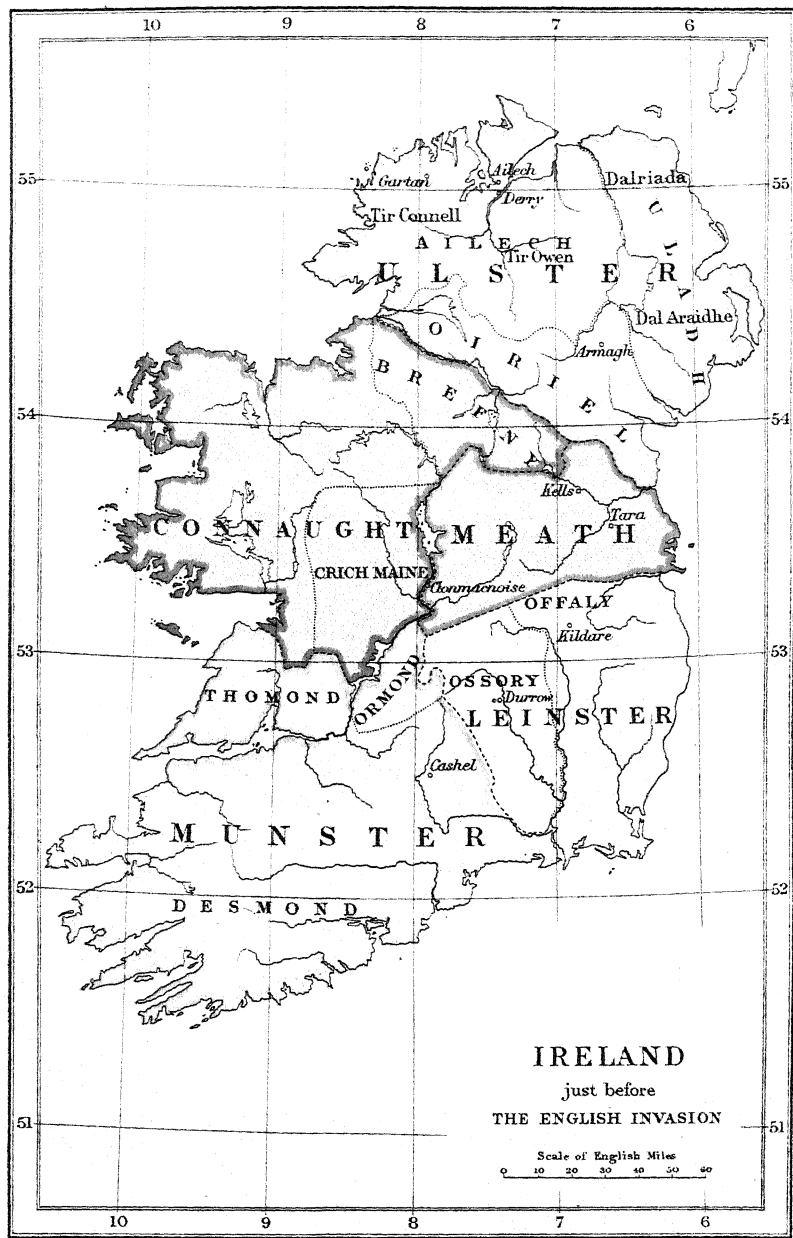 10 9 8 7 6
55 55
Gartan
Ailech
Derry
Dalriada
Tir Connell
AILECH
Tir Owen
ULSTER
ULADH
Dal Araidhe
OIRIEL
Armagh
BREFNY
54 54
Kells
Tara
CONNAUGHT
MEATH
CRICH MAINE
Clonmacnoise
OFFALY
Kildare
53 53
THOMOND
ORMOND
OSSORY
Durrow
LEINSTER
Cashel
MUNSTER
52 52
DESMOND
IRELAND
just before
THE ENGLISH INVASION
51 51
Scale of English Miles
0 10 20 30 40 50 60
10 9 8 7 6